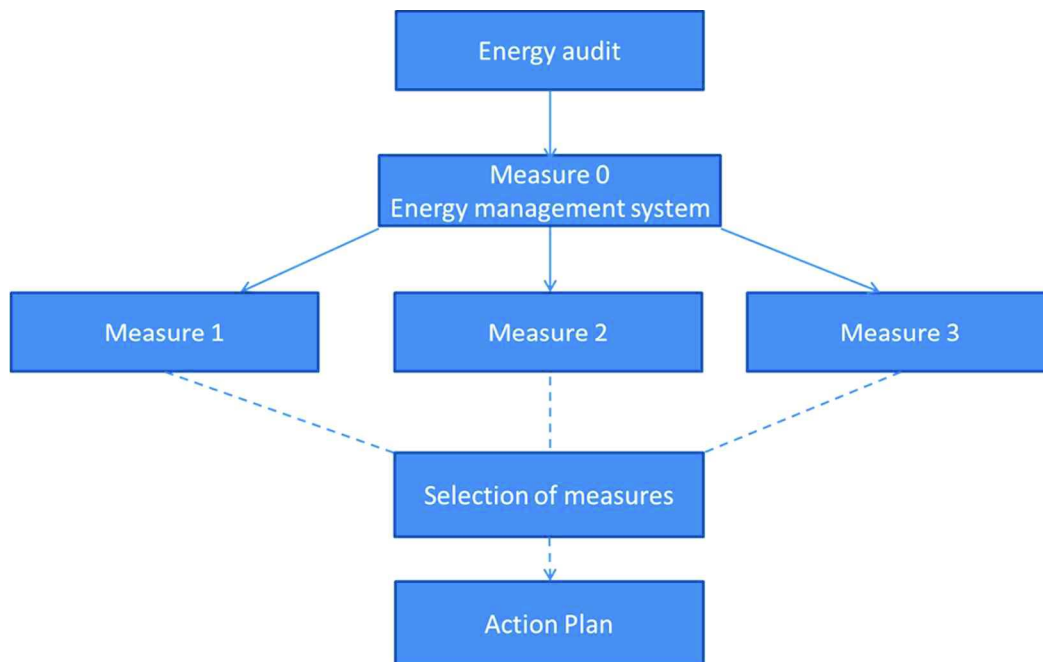 Energy audit
Measure 0
Energy management system
Measure 1
Measure 2
Measure 3
Selection of measures
Action Plan